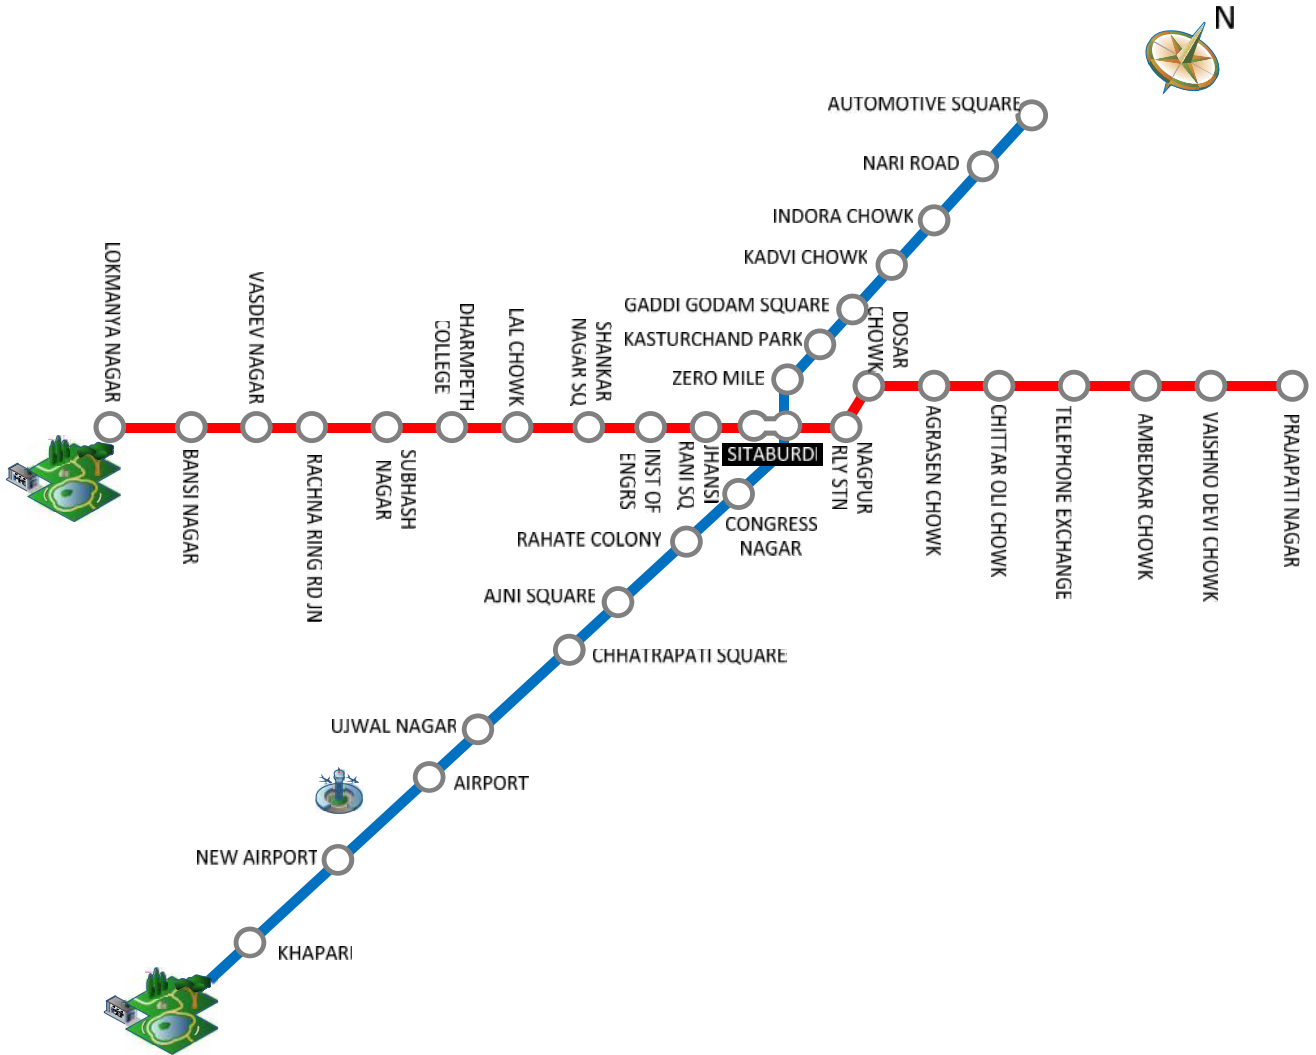 N
AUTOMOTIVE SQUARE
NARI ROAD
INDORA CHOWK
KADVI CHOWK
GADDI GODAM SQUARE
KASTURCHAND PARK
ZERO MILE
LOKMANYA NAGAR
VASDEV NAGAR
DHARMPETH
COLLEGE
LAL CHOWK
SHANKAR
NAGAR SQ
DOSAR
CHOWK
BANSI NAGAR
RACHNA RING RD JN
SUBHASH
NAGAR
INST OF
ENGRS
JHANSI
RANI SQ
SITABURDI
NAGPUR
RLY STN
AGRASEN CHOWK
CHITTAR OLI CHOWK
TELEPHONE EXCHANGE
AMBEDKAR CHOWK
VAISHNO DEVI CHOWK
PRAJAPATI NAGAR
CONGRESS
NAGAR
RAHATE COLONY
AJNI SQUARE
CHHATRAPATI SQUARE
UJWAL NAGAR
AIRPORT
NEW AIRPORT
KHAPARI